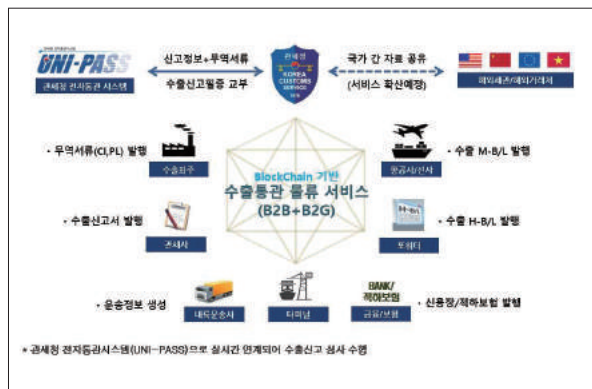 UNI-PASS
관세청 전자통관 시스템
신고정보+무역서류
수출신고필증 교부
관세청
KOREA
CUSTOMS
SERVICE
국가 간 자료 공유
(서비스 확산예정)
해외세관/해외거래처
• 무역서류(CI,PL) 발행
수출화주
BlockChain 기반
수출통관 물류 서비스
(B2B+B2G)
항공사/선사
• 수출 M-B/L 발행
• 수출신고서 발행
관세사
H-B/L
포워더
• 수출 H-B/L 발행
• 운송정보 생성
내륙운송사
터미널
BANK/
적하보험
금융/보험
• 신용장/적하보험 발행
* 관세청 전자통관시스템(UNI-PASS)으로 실시간 연계되어 수출신고 심사 수행